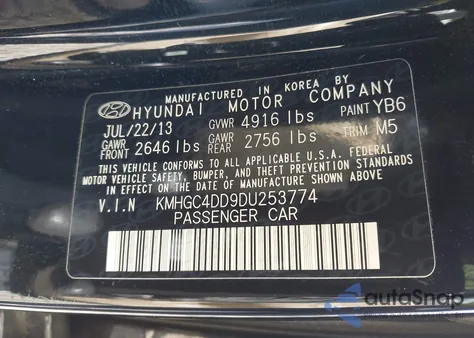 MANUFACTURED IN KOREA BY
HYUNDAI MOTOR COMPANY
JUL/22/13 GVWR 4916 lbs PAINT YB6
GAWR FRONT 2646 lbs GAWR REAR 2756 lbs TRIM M5
THIS VEHICLE CONFORMS TO ALL APPLICABLE U.S.A. FEDERAL
MOTOR VEHICLE SAFETY, BUMPER, AND THEFT PREVENTION STANDARDS
IN EFFECT ON THE DATE OF MANUFACTURE SHOWN ABOVE.
V.I.N KMHGC4DD9DU253774
PASSENGER CAR
autoSnap